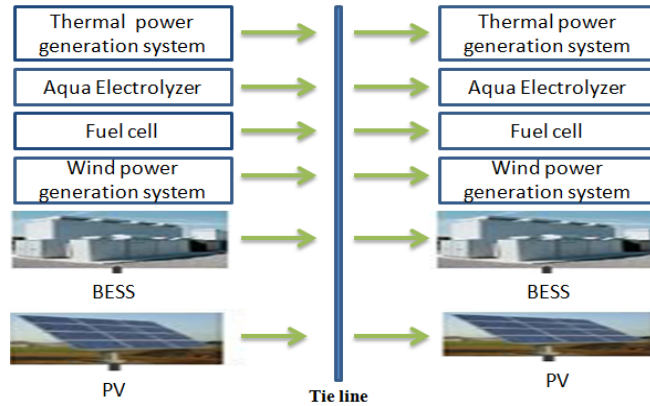 Thermal power
generation system
Aqua Electrolyzer
Fuel cell
Wind power
generation system
BESS
PV
Tie line
Thermal power
generation system
Aqua Electrolyzer
Fuel cell
Wind power
generation system
BESS
PV